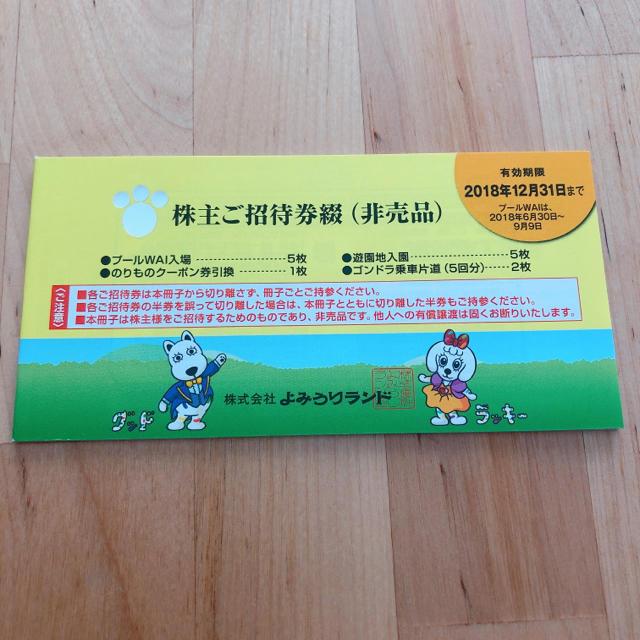 有効期限
2018年12月31日まで
プールWAIは、
2018年6月30日〜
9月9日
株主ご招待券綴（非売品）
●プールWAI入場------5枚
●のりものクーポン券引換------1枚
●遊園地入園------5枚
●ゴンドラ乗車片道（5回分）------2枚
〈ご注意〉
■各ご招待券は本冊子から切り離さず、冊子ごとご持参ください。
■各ご招待券の半券を誤って切り離した場合は、本冊子とともに切り離した半券もご持参ください。
■本冊子は株主様をご招待するためのものであり、非売品です。他人への有償譲渡は固くお断りいたします。
グッド
株式会社 よみうりランド
ラッキー